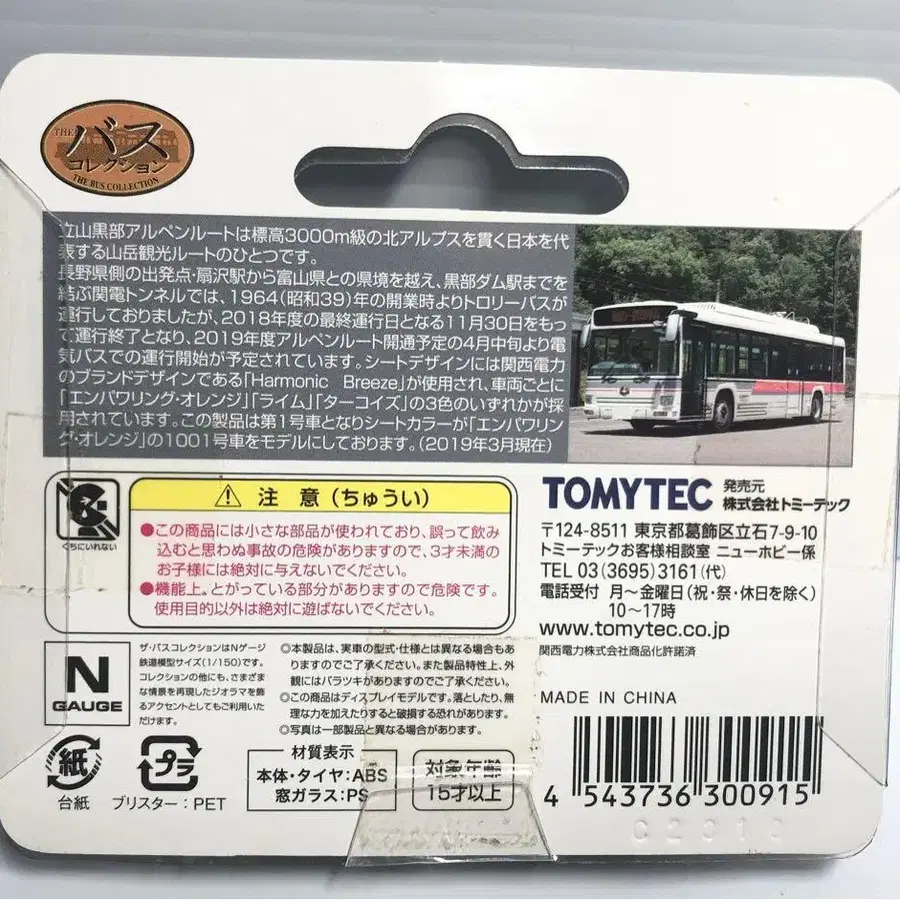 THE
バス
コレクション
THE BUS COLLECTION
立山黒部アルペンルートは標高3000m級の北アルプスを貫く日本を代
表する山岳観光ルートのひとつです。
長野県側の出発点・扇沢駅から富山県との県境を越え、黒部ダム駅までを
結ぶ関電トンネルでは、1964(昭和39)年の開業時よりトロリーバスが
運行しておりましたが、2018年度の最終運行日となる11月30日をもっ
て運行終了となり、2019年度アルペンルート開通予定の4月中旬より電
気バスでの運行開始が予定されています。シートデザインには関西電力
のブランドデザインである「Harmonic Breeze」が使用され、車両ごとに
「エンパワリング・オレンジ」「ライム」「ターコイズ」の3色のいずれかが採
用されています。この製品は第1号車となりシートカラーが「エンパワリン
グ・オレンジ」の1001号車をモデルにしております。(2019年3月現在)
くちにいれない
注 意 (ちゅうい)
●この商品には小さな部品が使われており、誤って飲み
込むと思わぬ事故の危険がありますので、3才未満の
お子様には絶対に与えないでください。
●機能上、とがっている部分がありますので危険です。
使用目的以外は絶対に遊ばないでください。
TOMYTEC 発売元
株式会社トミーテック
〒124-8511 東京都葛飾区立石7-9-10
トミーテックお客様相談室 ニューホビー係
TEL 03(3695)3161(代)
電話受付 月〜金曜日(祝・祭・休日を除く)
10〜17時
www.tomytec.co.jp
関西電力株式会社商品化許諾済
N
GAUGE
ザ・バスコレクションはNゲージ
鉄道模型サイズ(1/150)です。
コレクションの他にも、さまざま
な情景を再現したジオラマを飾
るアクセントとしてもご利用いた
だけます。
◎本製品は、実車の型式・仕様とは異なる場合もあ
りますのでご了承ください。また製品特性上、外
観にはバラツキがありますのでご了承ください。
◎この商品はディスプレイモデルです。落としたり、無
理な力を加えたりすると破損する恐れがあります。
◎写真は一部製品と異なる場合があります。
MADE IN CHINA
紙
台紙
プラ
ブリスター:PET
材質表示
本体・タイヤ:ABS
窓ガラス:PS
対象年齢
15才以上
4 543736 300915